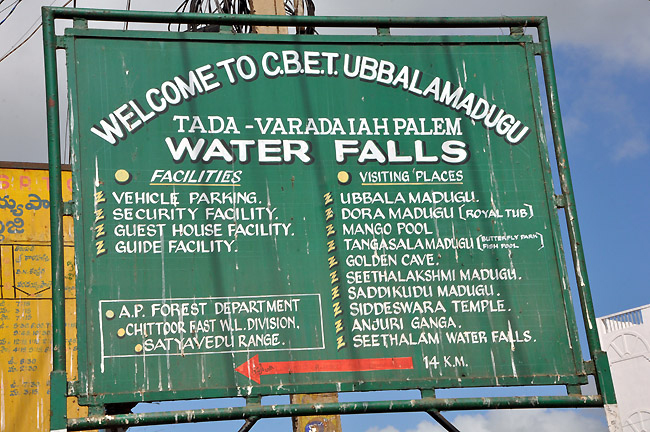 WELCOME TO C.B.E.T. UBBALAMADUGU
TADA-VARADAIAHPALEM
WATER FALLS
FACILITIES
VEHICLE PARKING.
SECURITY FACILITY.
GUEST HOUSE FACILITY.
GUIDE FACILITY.
VISITING PLACES
UBBALA MADUGU.
DORA MADUGU (ROYAL TUB)
MANGO POOL
TANGASALAMADUGU (BUTTERFLY PARK FISH POOL)
GOLDEN CAVE.
SEETHALAKSHMI MADUGU.
SADDIKUDU MADUGU.
SIDDESWARA TEMPLE.
ANJURI GANGA.
SEETHALAM WATER FALLS.
A.P. FOREST DEPARTMENT
CHITTOOR EAST W.L. DIVISION.
SATYAVEDU RANGE.
14 K.M.